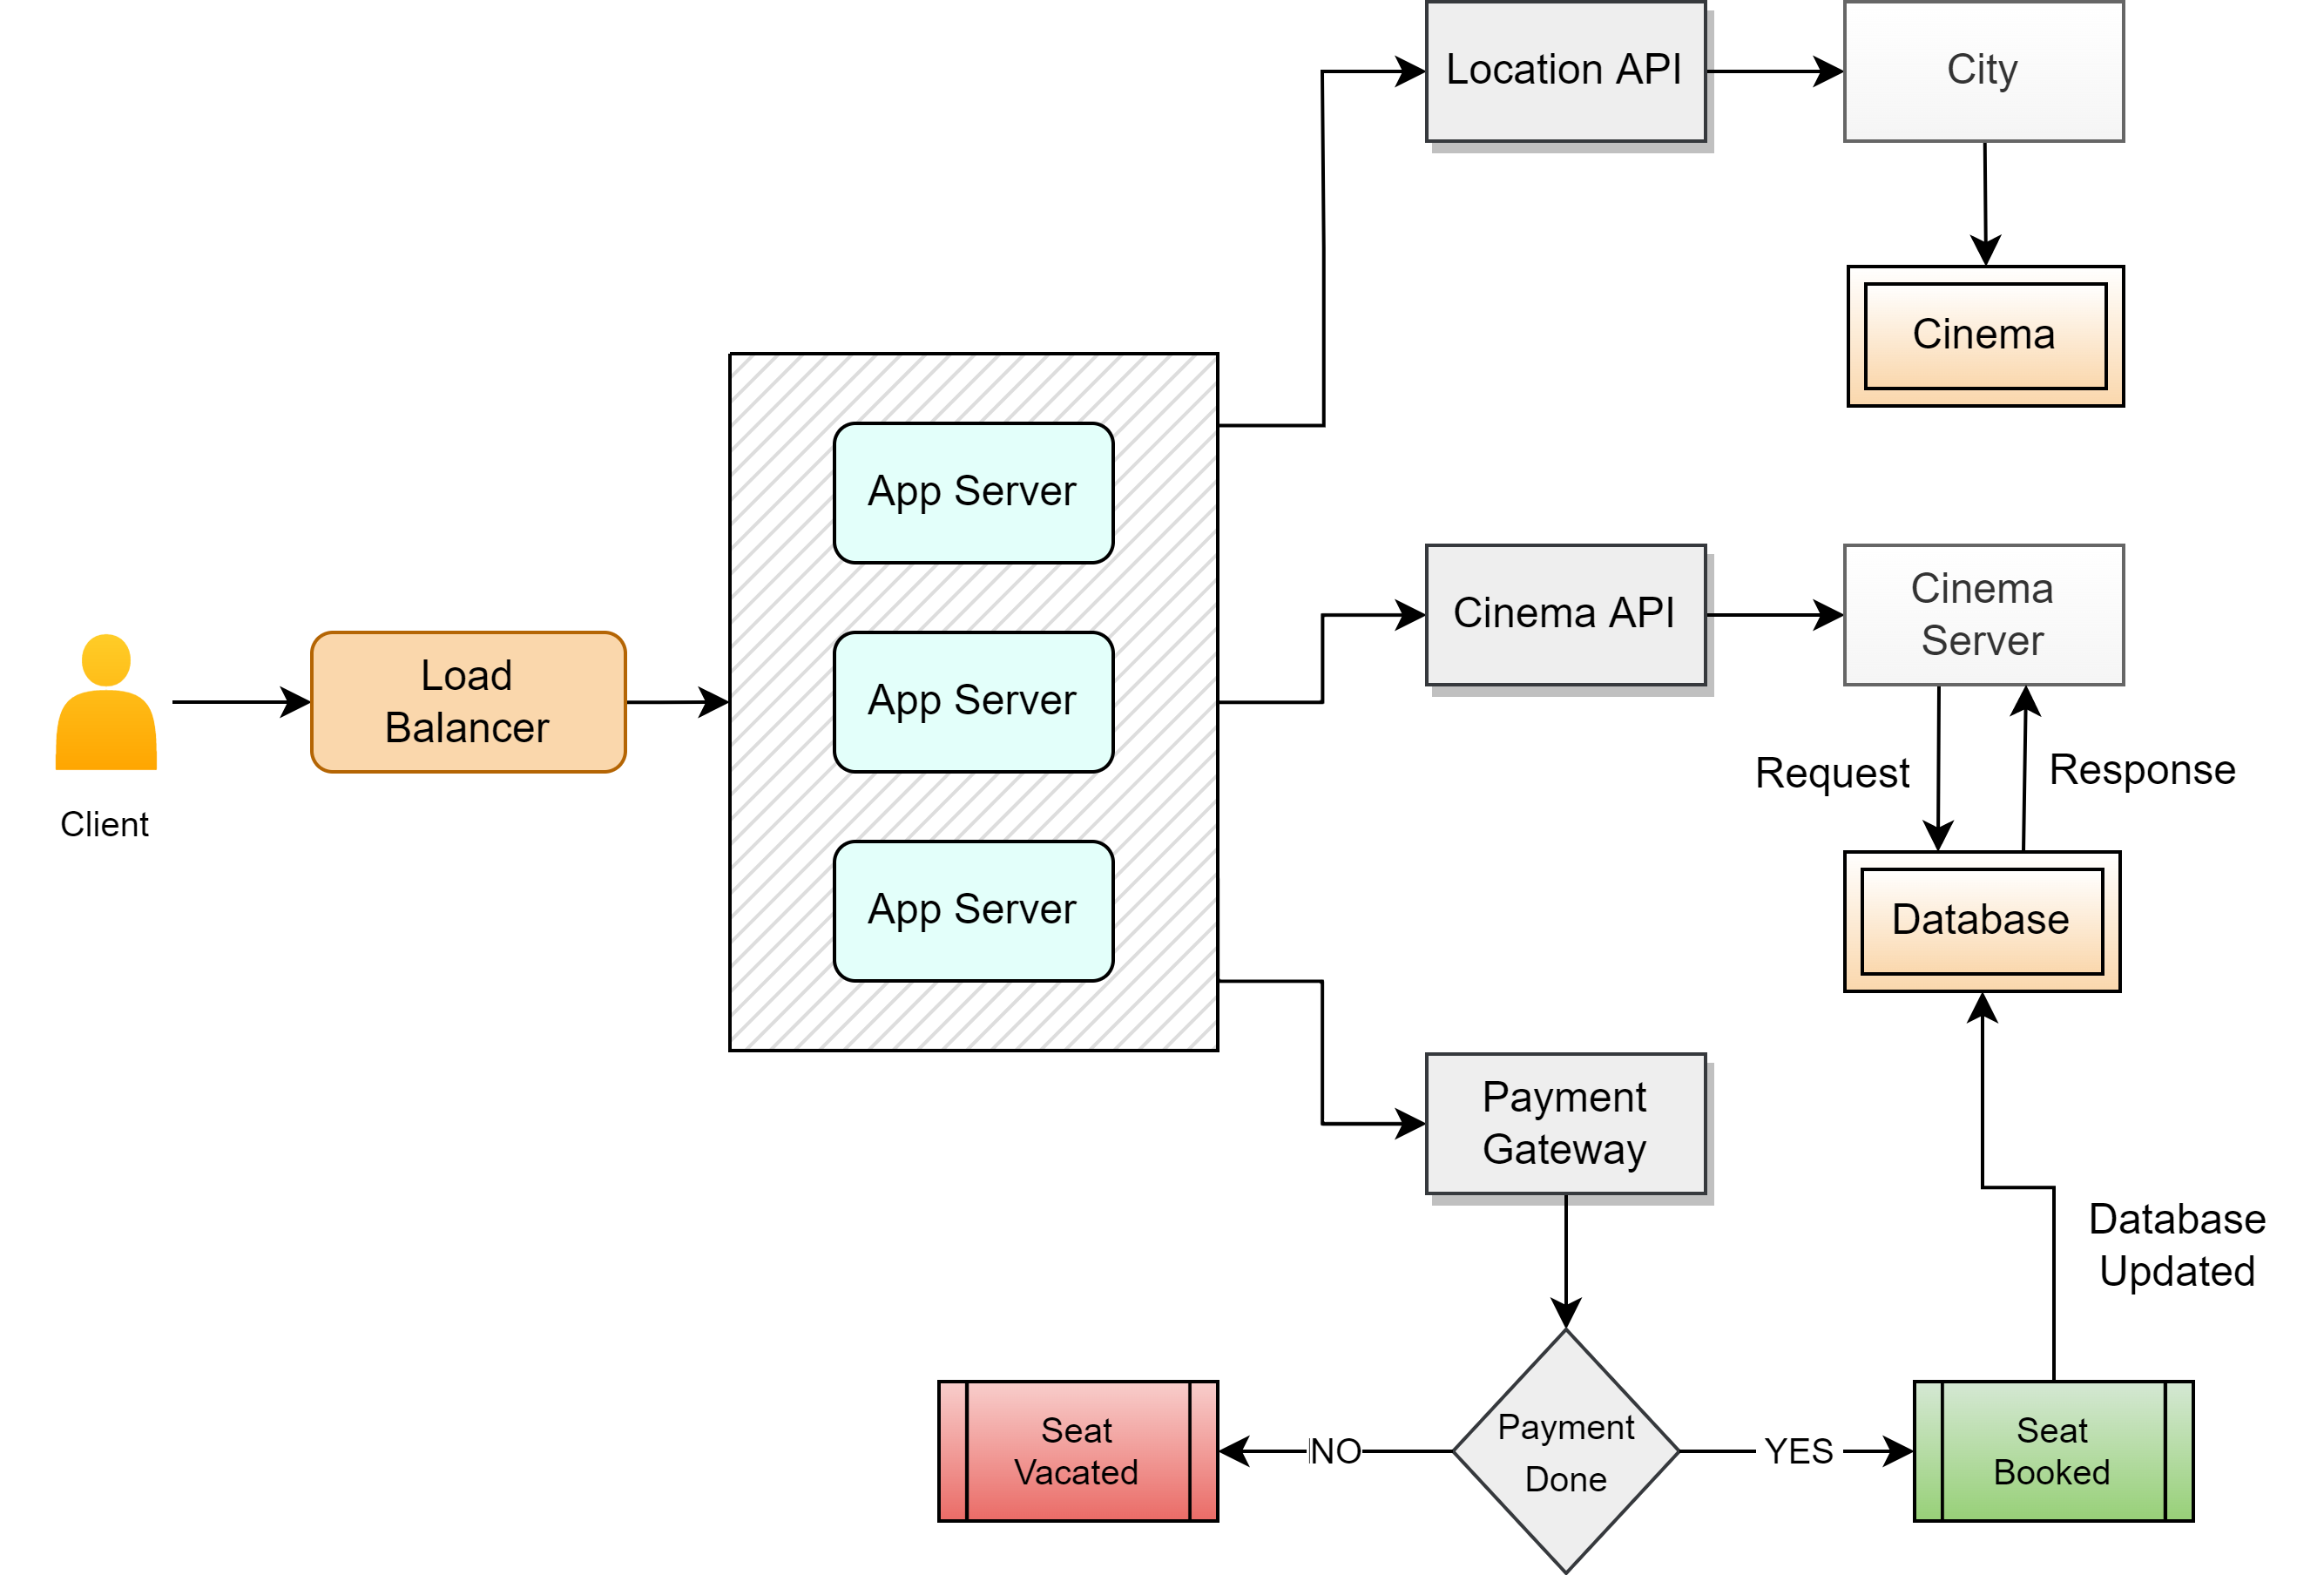 Location API
City
Cinema
App Server
Cinema API
Cinema
Server
Load
Balancer
App Server
Request
Response
Client
App Server
Database
Payment
Gateway
Database
Updated
Payment
Done
NO
YES
Seat
Vacated
Seat
Booked